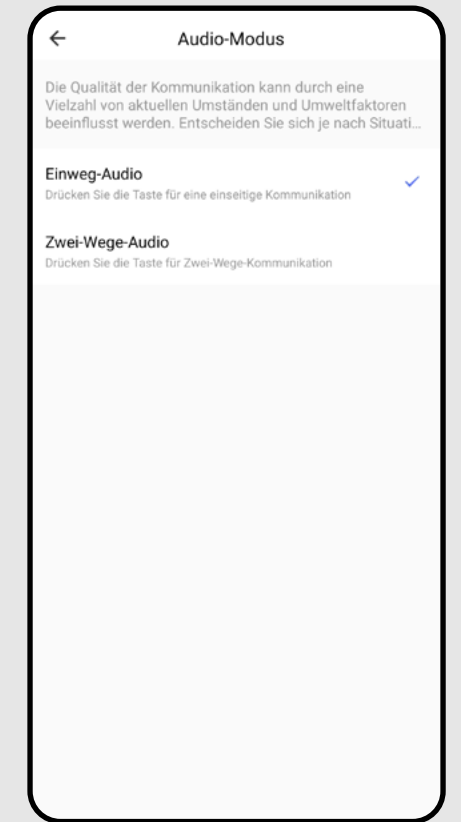 Audio-Modus
Die Qualität der Kommunikation kann durch eine
Vielzahl von aktuellen Umständen und Umweltfaktoren
beeinflusst werden. Entscheiden Sie sich je nach Situati...
Einweg-Audio
Drücken Sie die Taste für eine einseitige Kommunikation
Zwei-Wege-Audio
Drücken Sie die Taste für Zwei-Wege-Kommunikation